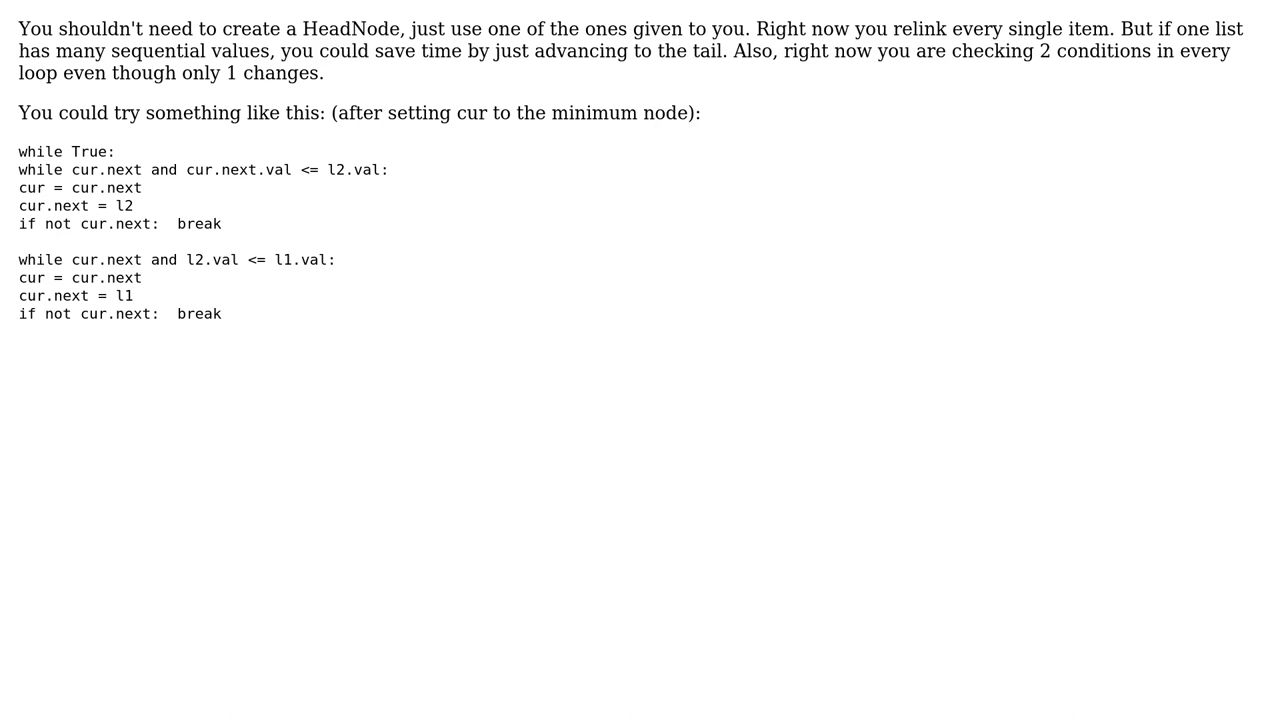 You shouldn't need to create a HeadNode, just use one of the ones given to you. Right now you relink every single item. But if one list
has many sequential values, you could save time by just advancing to the tail. Also, right now you are checking 2 conditions in every
loop even though only 1 changes.
You could try something like this: (after setting cur to the minimum node):
while True:
while cur.next and cur.next.val <= l2.val:
cur = cur.next
cur.next = l2
if not cur.next:  break
while cur.next and l2.val <= l1.val:
cur = cur.next
cur.next = l1
if not cur.next:  break